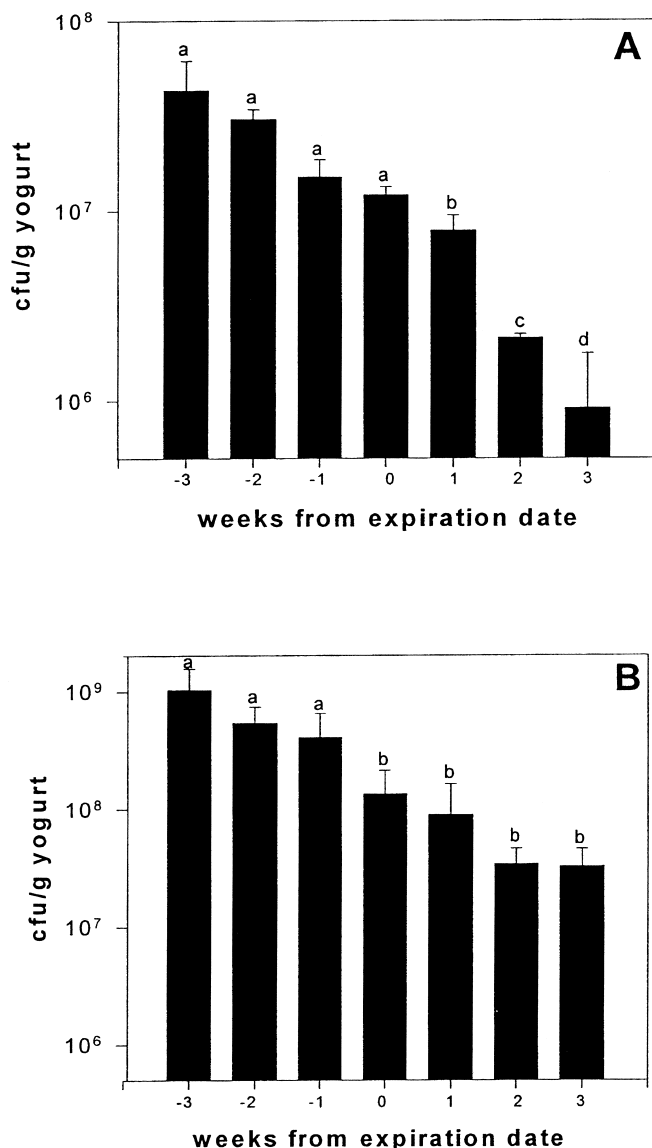 10⁸
A
a
a
a
a
b
c
d
10⁷
10⁶
cfu/g yogurt
-3 -2 -1 0 1 2 3
weeks from expiration date
B
a
a
a
b
b
b b
10⁹
10⁸
10⁷
10⁶
cfu/g yogurt
-3 -2 -1 0 1 2 3
weeks from expiration date